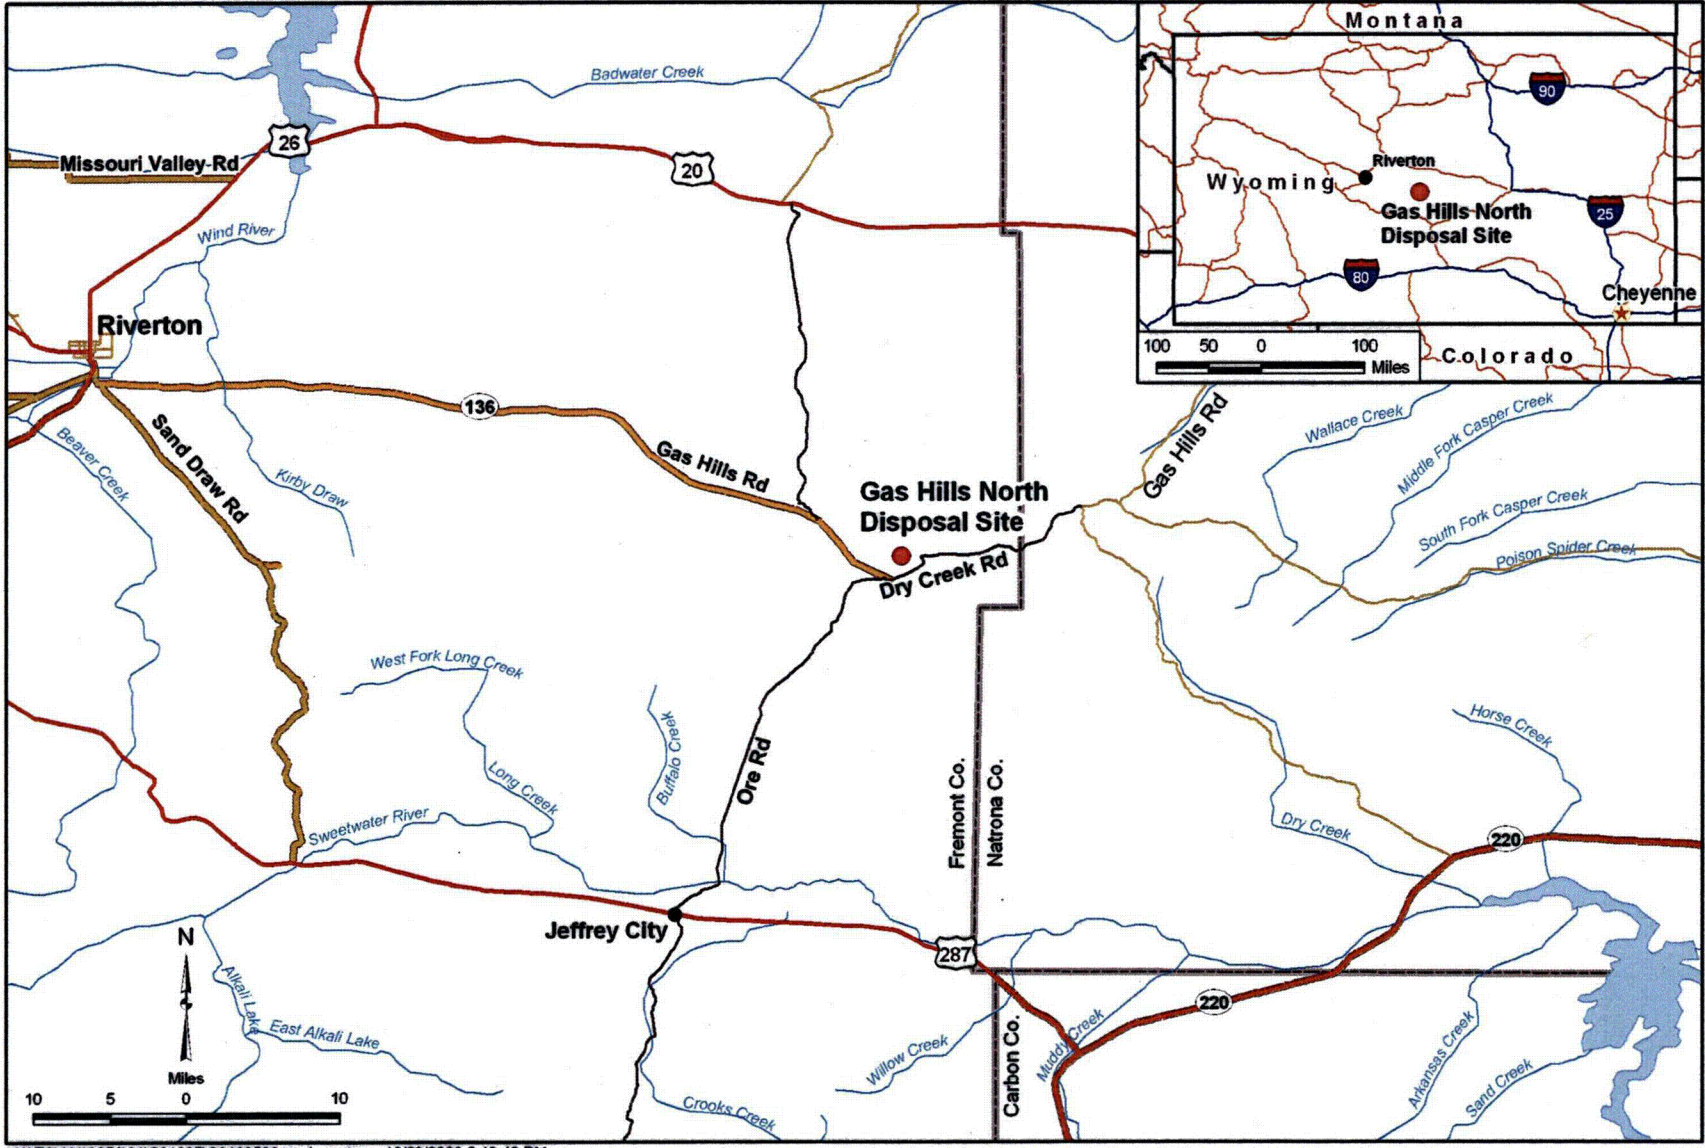 Montana
90
Riverton
Wyoming
Gas Hills North
Disposal Site
25
80
Cheyenne
100 50 0 100
Miles
Colorado
Badwater Creek
26
Missouri Valley Rd
20
Wind River
Riverton
136
Gas Hills Rd
Sand Draw Rd
Beaver Creek
Kirby Draw
Gas Hills North
Disposal Site
Dry Creek Rd
Gas Hills Rd
Wallace Creek
Middle Fork Casper Creek
South Fork Casper Creek
Poison Spider Creek
West Fork Long Creek
Long Creek
Buffalo Creek
Ore Rd
Sweetwater River
Fremont Co.
Natrona Co.
Horse Creek
Dry Creek
220
Jeffrey City
287
220
N
Miles
10 5 0 10
Alkali Lake
East Alkali Lake
Crooks Creek
Willow Creek
Carbon Co.
Muddy Creek
Arkansas Creek
Sand Creek